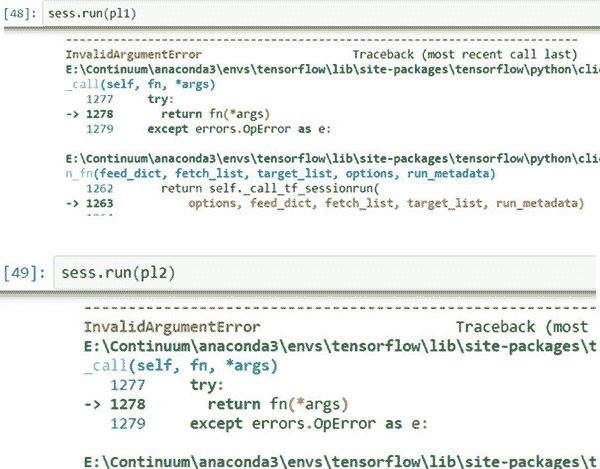 [48]: sess.run(pl1)
---------------------------------------------------------------------------
InvalidArgumentError Traceback (most recent call last)
E:\Continuum\anaconda3\envs\tensorflow\lib\site-packages\tensorflow\python\clie
_call(self, fn, *args)
1277 try:
-> 1278 return fn(*args)
1279 except errors.OpError as e:
E:\Continuum\anaconda3\envs\tensorflow\lib\site-packages\tensorflow\python\clie
n_fn(feed_dict, fetch_list, target_list, options, run_metadata)
1262 return self._call_tf_sessionrun(
-> 1263 options, feed_dict, fetch_list, target_list, run_metadata)
[49]: sess.run(pl2)
---------------------------------------------------------------------------
InvalidArgumentError Traceback (most
E:\Continuum\anaconda3\envs\tensorflow\lib\site-packages\t
_call(self, fn, *args)
1277 try:
-> 1278 return fn(*args)
1279 except errors.OpError as e:
E:\Continuum\anaconda3\envs\tensorflow\lib\site-packages\t